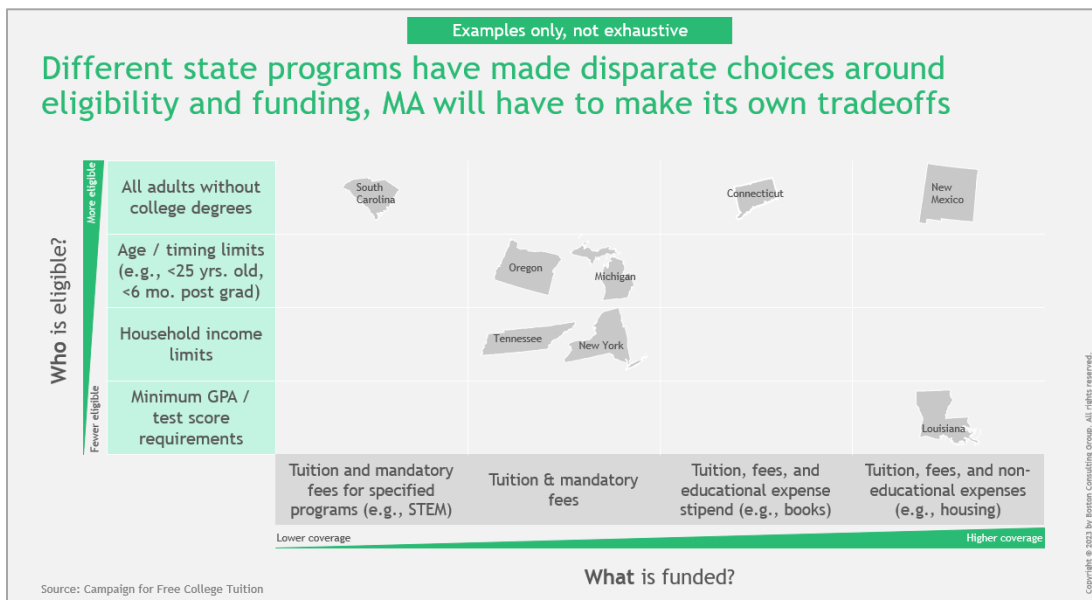 Examples only, not exhaustive
Different state programs have made disparate choices around
eligibility and funding, MA will have to make its own tradeoffs
Who is eligible?
More eligible
Fewer eligible
All adults without
college degrees
South
Carolina
Connecticut
New
Mexico
Age / timing limits
(e.g., <25 yrs. old,
<6 mo. post grad)
Oregon
Michigan
Household income
limits
Tennessee
New York
Minimum GPA /
test score
requirements
Louisiana
Tuition and mandatory
fees for specified
programs (e.g., STEM)
Tuition & mandatory
fees
Tuition, fees, and
educational expense
stipend (e.g., books)
Tuition, fees, and non-
educational expenses
(e.g., housing)
Lower coverage
Higher coverage
What is funded?
Source: Campaign for Free College Tuition
Copyright © 2023 by Boston Consulting Group. All rights reserved.